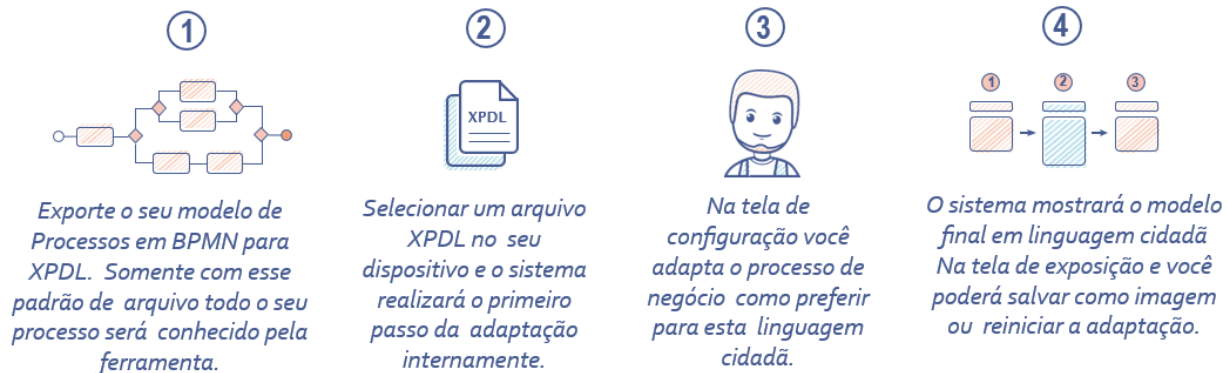 1
Exporte o seu modelo de
Processos em BPMN para
XPDL. Somente com esse
padrão de arquivo todo o seu
processo será conhecido pela
ferramenta.
2
XPDL
Selecionar um arquivo
XPDL no seu
dispositivo e o sistema
realizará o primeiro
passo da adaptação
internamente.
3
Na tela de
configuração você
adapta o processo de
negócio como preferir
para esta linguagem
cidadã.
4
1 2 3
O sistema mostrará o modelo
final em linguagem cidadã
Na tela de exposição e você
poderá salvar como imagem
ou reiniciar a adaptação.